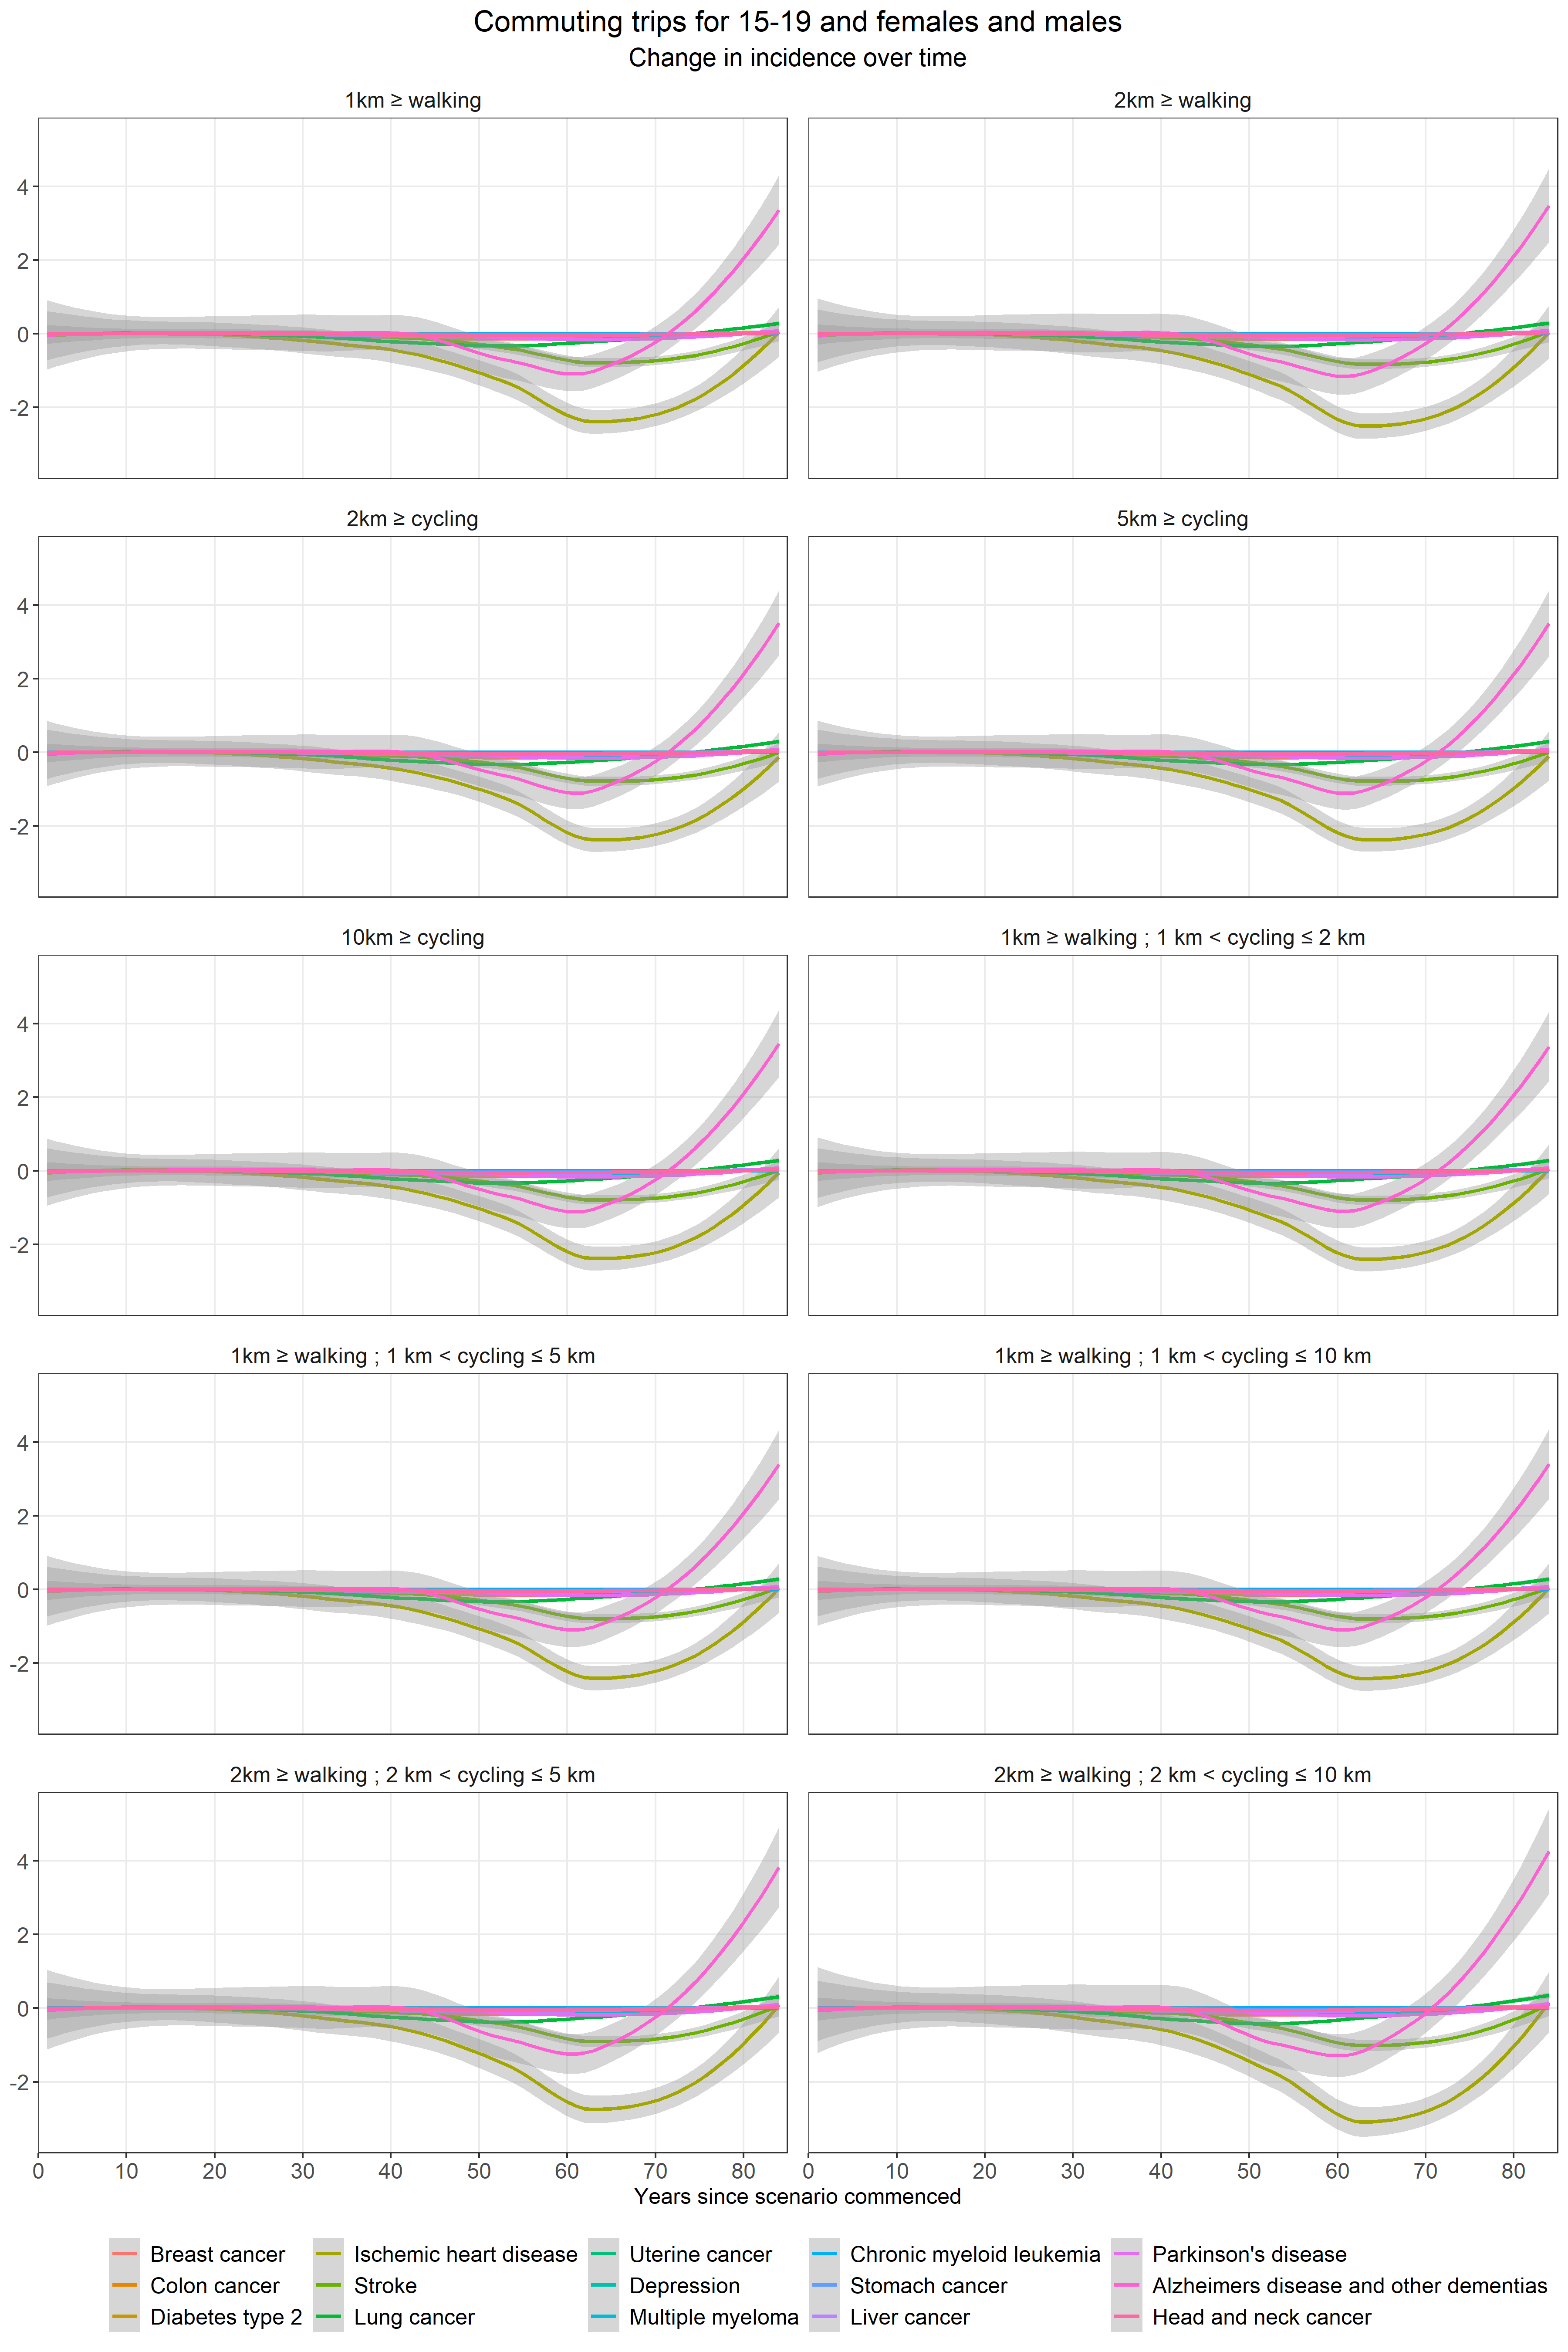 Commuting trips for 15-19 and females and males
Change in incidence over time
1km ≥ walking
2km ≥ walking
4
2
0
-2
2km ≥ cycling
5km ≥ cycling
4
2
0
-2
10km ≥ cycling
1km ≥ walking ; 1 km < cycling ≤ 2 km
4
2
0
-2
1km ≥ walking ; 1 km < cycling ≤ 5 km
1km ≥ walking ; 1 km < cycling ≤ 10 km
4
2
0
-2
2km ≥ walking ; 2 km < cycling ≤ 5 km
2km ≥ walking ; 2 km < cycling ≤ 10 km
4
2
0
-2
0 10 20 30 40 50 60 70 80
0 10 20 30 40 50 60 70 80
Years since scenario commenced
Breast cancer
Colon cancer
Diabetes type 2
Ischemic heart disease
Stroke
Lung cancer
Uterine cancer
Depression
Multiple myeloma
Chronic myeloid leukemia
Stomach cancer
Liver cancer
Parkinson's disease
Alzheimers disease and other dementias
Head and neck cancer